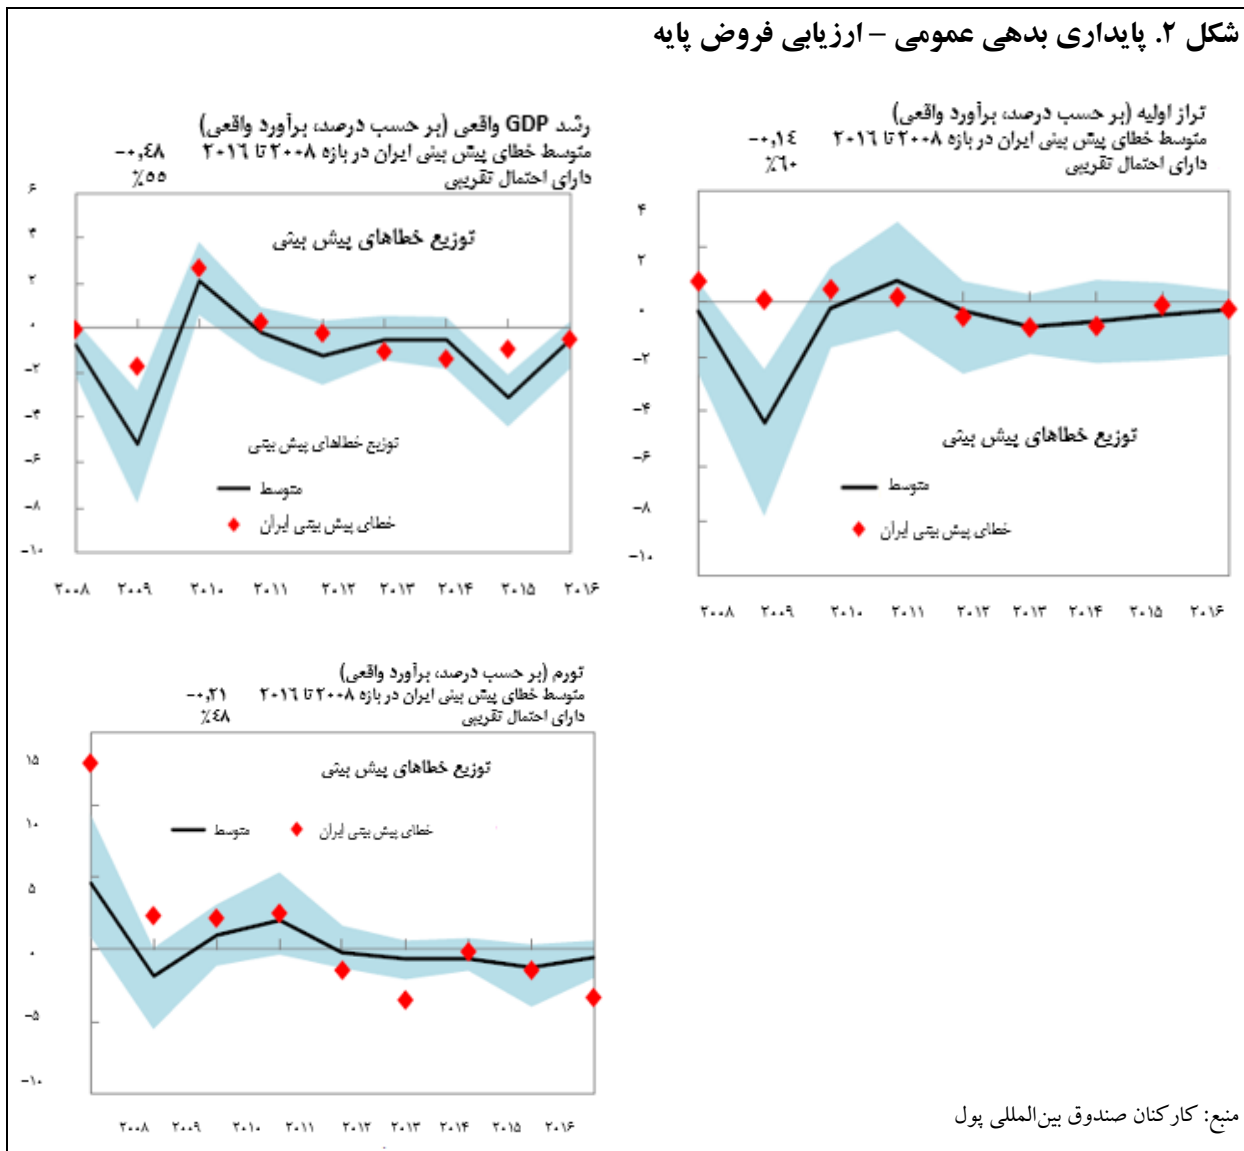 شکل ۲. پایداری بدهی عمومی – ارزیابی فروض پایه
تراز اولیه (بر حسب درصد، برآورد واقعی)
متوسط خطای پیش بینی ایران در بازه ۲۰۰۸ تا ۲۰۱۶ -۰,۱٤
دارای احتمال تقریبی ٪٦۰
۴
۲
۰
-۲
-۴
-۶
-۸
-۱۰
توزیع خطاهای پیش بینی
متوسط
خطای پیش بینی ایران
۲۰۰۸ ۲۰۰۹ ۲۰۱۰ ۲۰۱۱ ۲۰۱۲ ۲۰۱۳ ۲۰۱۴ ۲۰۱۵ ۲۰۱۶
رشد GDP واقعی (بر حسب درصد، برآورد واقعی)
متوسط خطای پیش بینی ایران در بازه ۲۰۰۸ تا ۲۰۱۶ -۰,٤۸
دارای احتمال تقریبی ٪۵۵
۶
۴
۲
۰
-۲
-۴
-۶
-۸
-۱۰
توزیع خطاهای پیش بینی
توزیع خطاهای پیش بینی
متوسط
خطای پیش بینی ایران
۲۰۰۸ ۲۰۰۹ ۲۰۱۰ ۲۰۱۱ ۲۰۱۲ ۲۰۱۳ ۲۰۱۴ ۲۰۱۵ ۲۰۱۶
تورم (بر حسب درصد، برآورد واقعی)
متوسط خطای پیش بینی ایران در بازه ۲۰۰۸ تا ۲۰۱۶ -۰,۲۱
دارای احتمال تقریبی ٪٤۸
۱۵
۱۰
۵
۰
-۵
-۱۰
توزیع خطاهای پیش بینی
خطای پیش بینی ایران متوسط
۲۰۰۸ ۲۰۰۹ ۲۰۱۰ ۲۰۱۱ ۲۰۱۲ ۲۰۱۳ ۲۰۱۴ ۲۰۱۵ ۲۰۱۶
منبع: کارکنان صندوق بین‌المللی پول